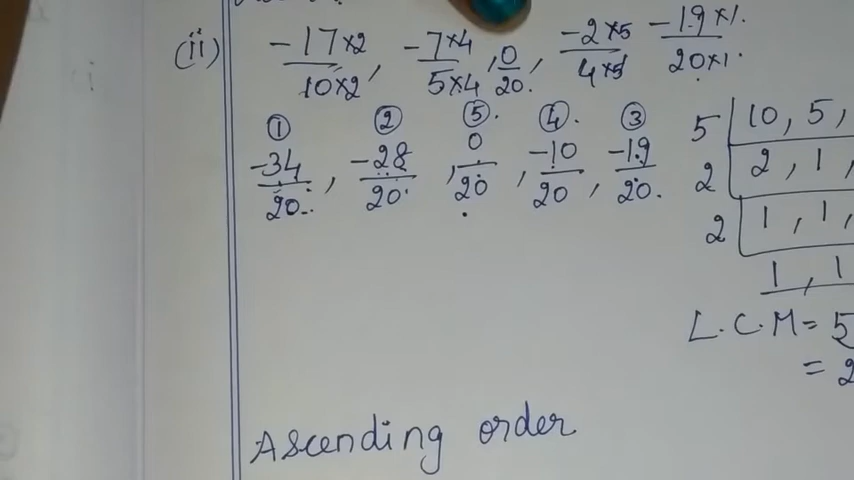 (ii) -17×2/10×2, -7×4/5×4, 0/20, -2×5/4×5 -19×1/20×1
① ② ⑤ ④ ③
-34/20, -28/20, 0/20, -10/20, -19/20
5 | 10, 5,
2 | 2, 1,
2 | 1, 1,
1, 1
L.C.M = 5
= 2
Ascending order